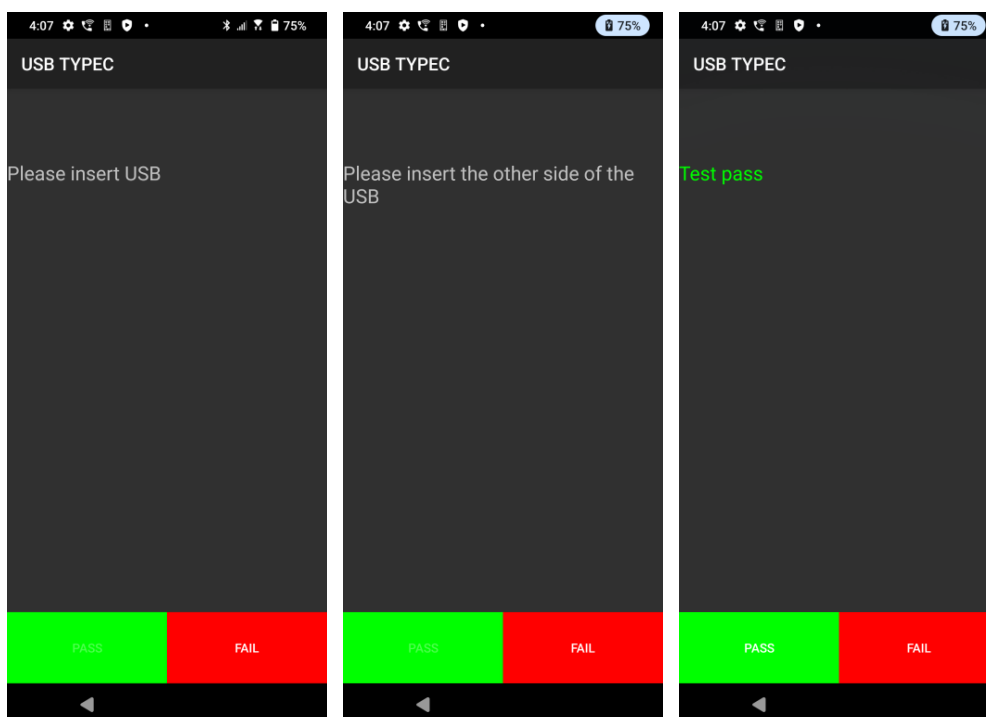 4:07
75%
USB TYPEC
Please insert USB
PASS
FAIL
4:07
75%
USB TYPEC
Please insert the other side of the
USB
PASS
FAIL
4:07
75%
USB TYPEC
Test pass
PASS
FAIL